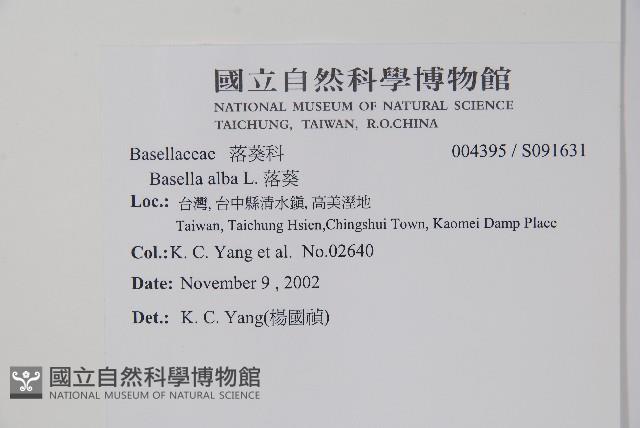 國立自然科學博物館
NATIONAL MUSEUM OF NATURAL SCIENCE
TAICHUNG, TAIWAN, R.O.CHINA
Basellaceae 落葵科 004395 / S091631
Basella alba L. 落葵
Loc.: 台灣, 台中縣清水鎮, 高美溼地
Taiwan, Taichung Hsien,Chingshui Town, Kaomei Damp Place
Col.: K. C. Yang et al. No.02640
Date: November 9 , 2002
Det.: K. C. Yang(楊國禎)
國立自然科學博物館
NATIONAL MUSEUM OF NATURAL SCIENCE